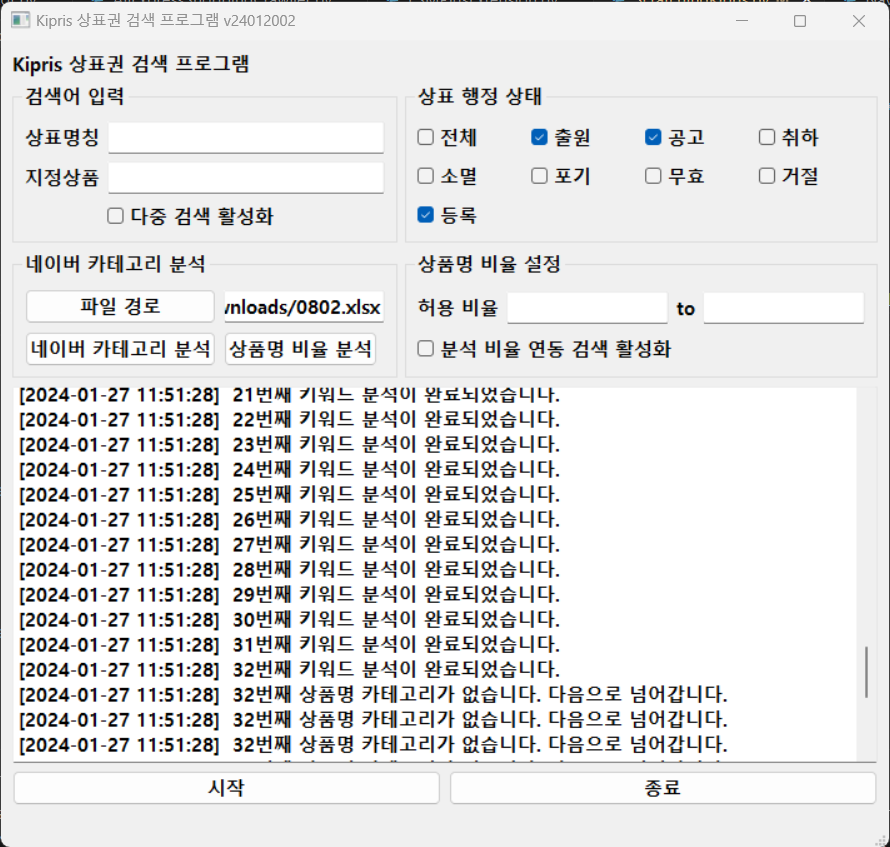 Kipris 상표권 검색 프로그램 v24012002
Kipris 상표권 검색 프로그램
검색어 입력
상표명칭
지정상품
다중 검색 활성화
상표 행정 상태
전체 출원 공고 취하
소멸 포기 무효 거절
등록
네이버 카테고리 분석
파일 경로 wnloads/0802.xlsx
네이버 카테고리 분석 상품명 비율 분석
상품명 비율 설정
허용 비율 to
분석 비율 연동 검색 활성화
[2024-01-27 11:51:28] 21번째 키워드 분석이 완료되었습니다.
[2024-01-27 11:51:28] 22번째 키워드 분석이 완료되었습니다.
[2024-01-27 11:51:28] 23번째 키워드 분석이 완료되었습니다.
[2024-01-27 11:51:28] 24번째 키워드 분석이 완료되었습니다.
[2024-01-27 11:51:28] 25번째 키워드 분석이 완료되었습니다.
[2024-01-27 11:51:28] 26번째 키워드 분석이 완료되었습니다.
[2024-01-27 11:51:28] 27번째 키워드 분석이 완료되었습니다.
[2024-01-27 11:51:28] 28번째 키워드 분석이 완료되었습니다.
[2024-01-27 11:51:28] 29번째 키워드 분석이 완료되었습니다.
[2024-01-27 11:51:28] 30번째 키워드 분석이 완료되었습니다.
[2024-01-27 11:51:28] 31번째 키워드 분석이 완료되었습니다.
[2024-01-27 11:51:28] 32번째 키워드 분석이 완료되었습니다.
[2024-01-27 11:51:28] 32번째 상품명 카테고리가 없습니다. 다음으로 넘어갑니다.
[2024-01-27 11:51:28] 32번째 상품명 카테고리가 없습니다. 다음으로 넘어갑니다.
[2024-01-27 11:51:28] 32번째 상품명 카테고리가 없습니다. 다음으로 넘어갑니다.
시작 종료